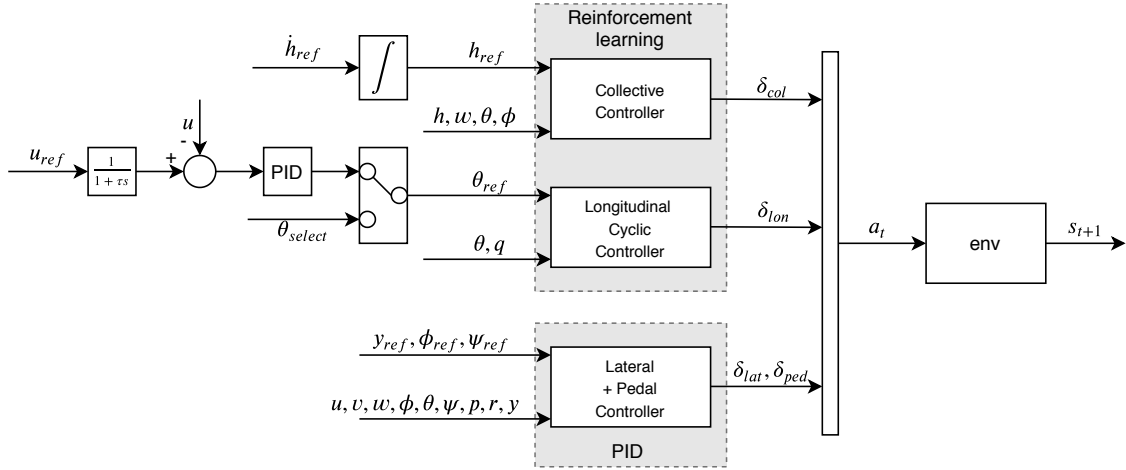 Reinforcement
learning
ḣ_ref
∫
h_ref
Collective
Controller
δ_col
h, w, θ, ϕ
u
-
+
u_ref
1
1 + τs
PID
θ_ref
θ_select
Longitudinal
Cyclic
Controller
δ_lon
θ, q
a_t
env
s_{t+1}
y_ref, ϕ_ref, ψ_ref
Lateral
+ Pedal
Controller
δ_lat, δ_ped
u, v, w, ϕ, θ, ψ, p, r, y
PID